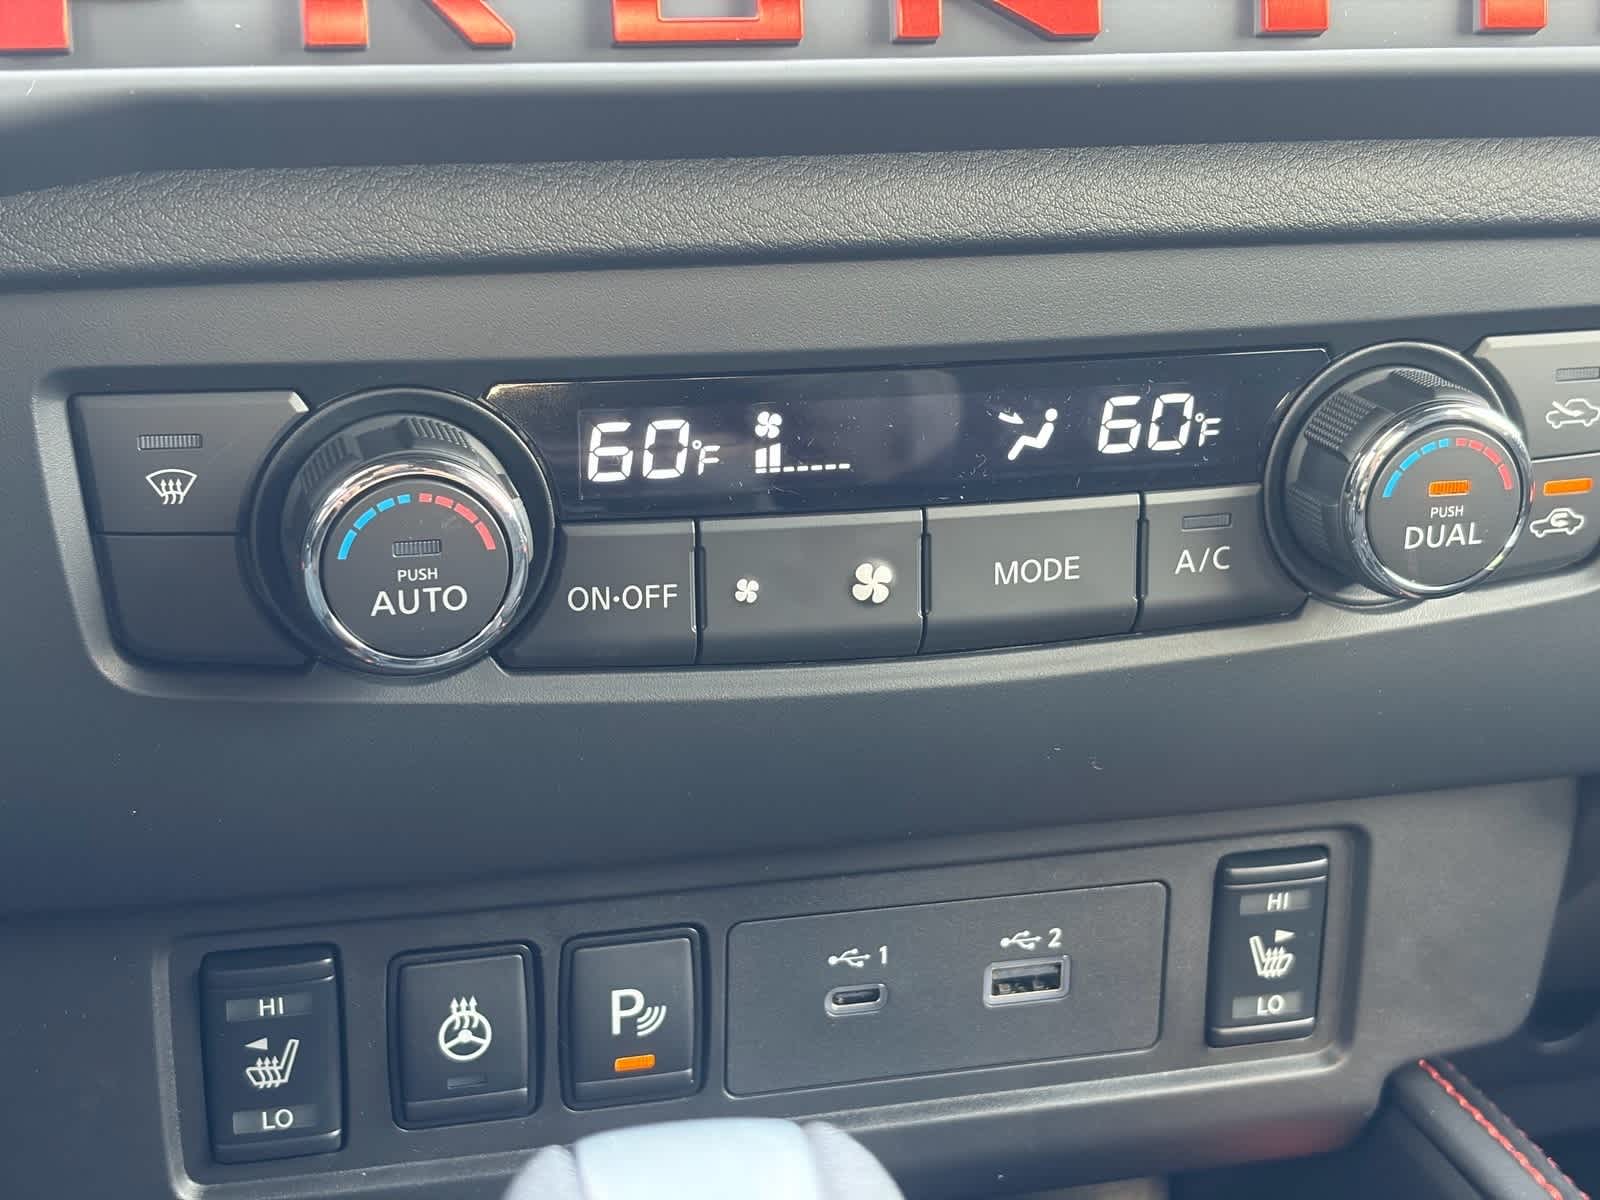 60°F
60°F
PUSH
AUTO
ON•OFF
MODE
A/C
PUSH
DUAL
HI
LO
P
1
2
HI
LO